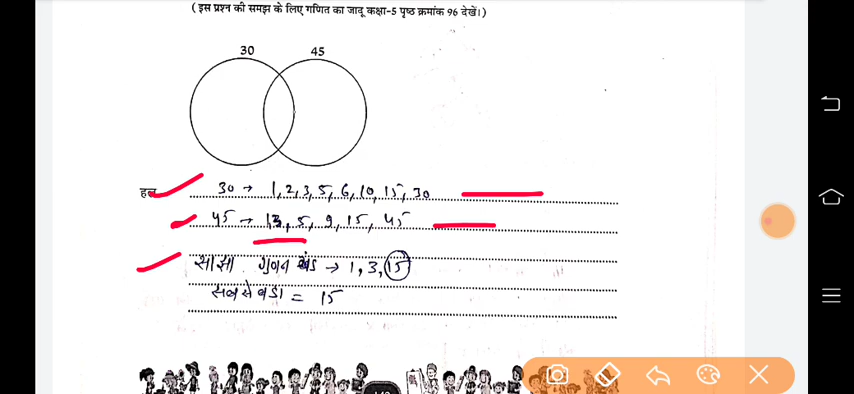 ( इस प्रश्न की समझ के लिए गणित का जादू कक्षा-5 पृष्ठ क्रमांक 96 देखें।)
30 45
हल
30 → 1, 2, 3, 5, 6, 10, 15, 30
45 → 1,3, 5, 9, 15, 45
साझा गुणन खंड → 1, 3, 15
सबसे बड़ा = 15